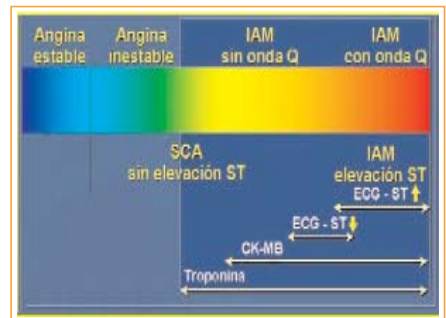 Angina estable
Angina inestable
IAM sin onda Q
IAM con onda Q
SCA
sin elevación ST
IAM
elevación ST
ECG - ST
ECG - ST
CK-MB
Troponina